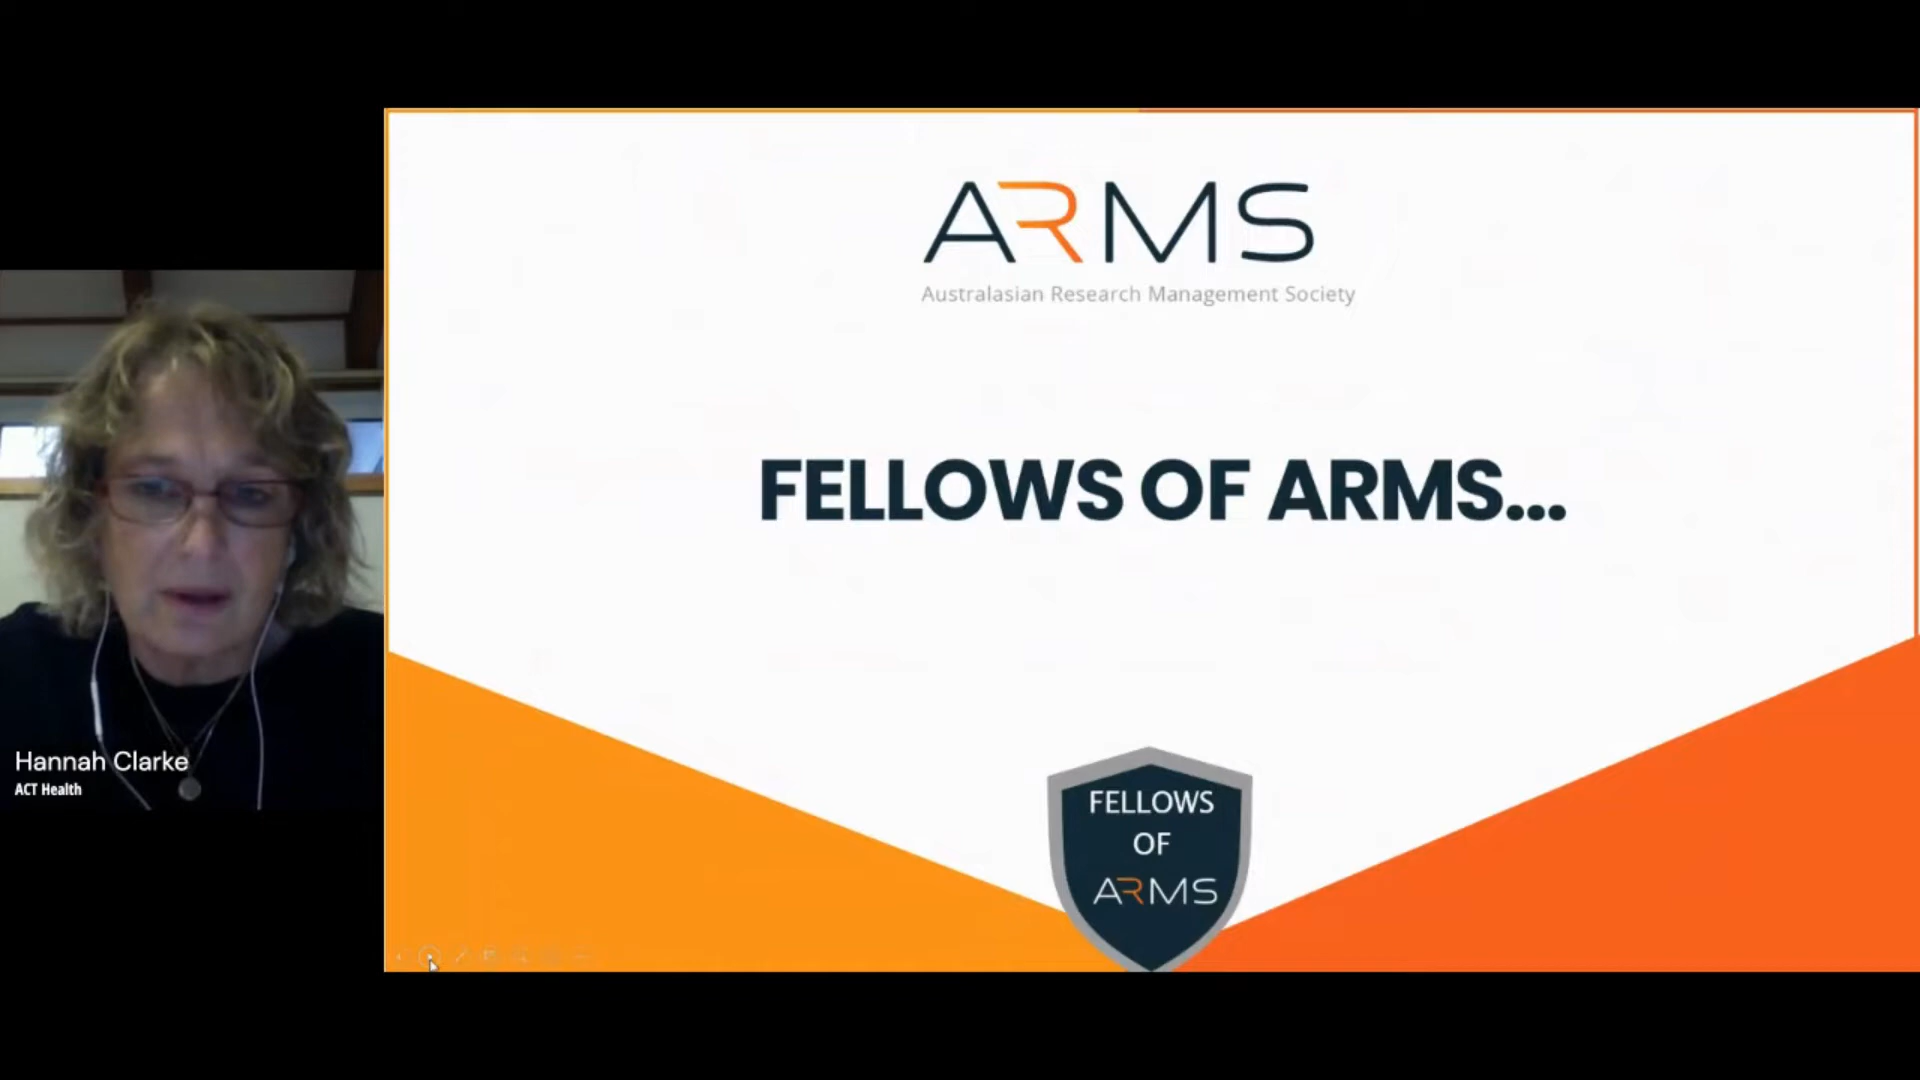 ARMS
Australasian Research Management Society
FELLOWS OF ARMS...
Hannah Clarke
ACT Health
FELLOWS
OF
ARMS